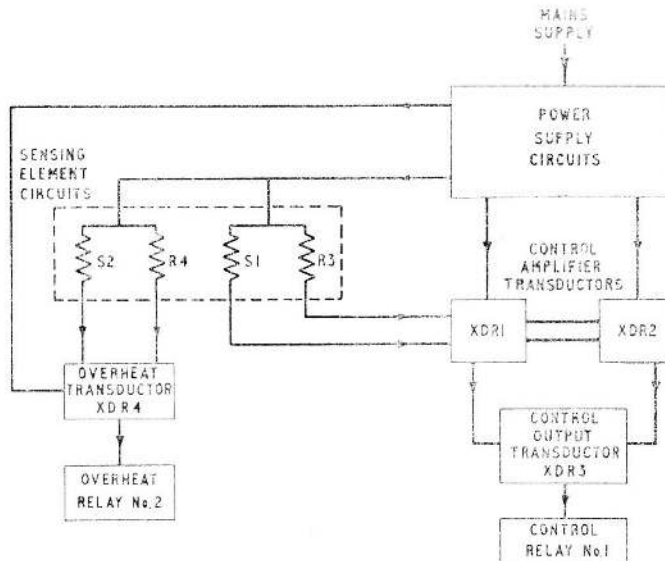 MAINS
SUPPLY
POWER
SUPPLY
CIRCUITS
SENSING
ELEMENT
CIRCUITS
S2
R4
S1
R3
CONTROL
AMPLIFIER
TRANSDUCTORS
XDR1
XDR2
OVERHEAT
TRANSDUCTOR
XDR4
CONTROL
OUTPUT
TRANSDUCTOR
XDR3
OVERHEAT
RELAY No.2
CONTROL
RELAY No.1